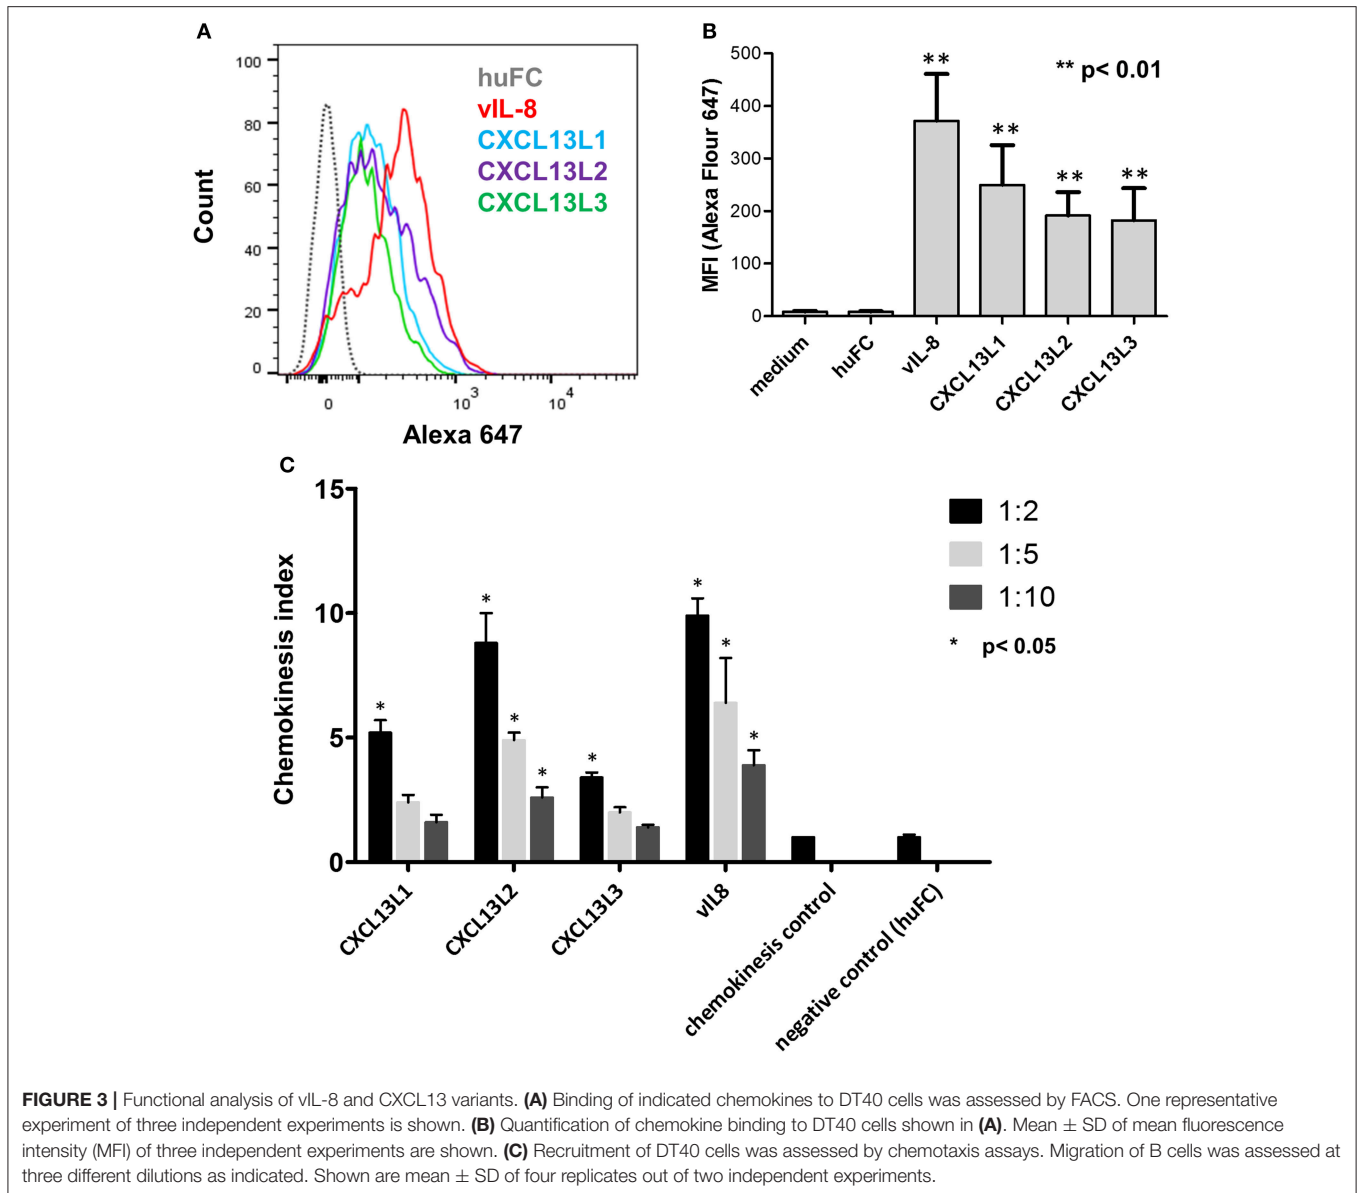 A
100
80
60
40
20
0
Count
huFC
vIL-8
CXCL13L1
CXCL13L2
CXCL13L3
0
10³
10⁴
Alexa 647
B
500
400
300
200
100
0
MFI (Alexa Flour 647)
**
**
**
**
** p< 0.01
medium
huFC
vIL-8
CXCL13L1
CXCL13L2
CXCL13L3
C
15
10
5
0
Chemokinesis index
*
*
*
*
*
*
*
*
1:2
1:5
1:10
* p< 0.05
CXCL13L1
CXCL13L2
CXCL13L3
vIL8
chemokinesis control
negative control (huFC)
FIGURE 3 | Functional analysis of vIL-8 and CXCL13 variants. (A) Binding of indicated chemokines to DT40 cells was assessed by FACS. One representative
experiment of three independent experiments is shown. (B) Quantification of chemokine binding to DT40 cells shown in (A). Mean ± SD of mean fluorescence
intensity (MFI) of three independent experiments are shown. (C) Recruitment of DT40 cells was assessed by chemotaxis assays. Migration of B cells was assessed at
three different dilutions as indicated. Shown are mean ± SD of four replicates out of two independent experiments.